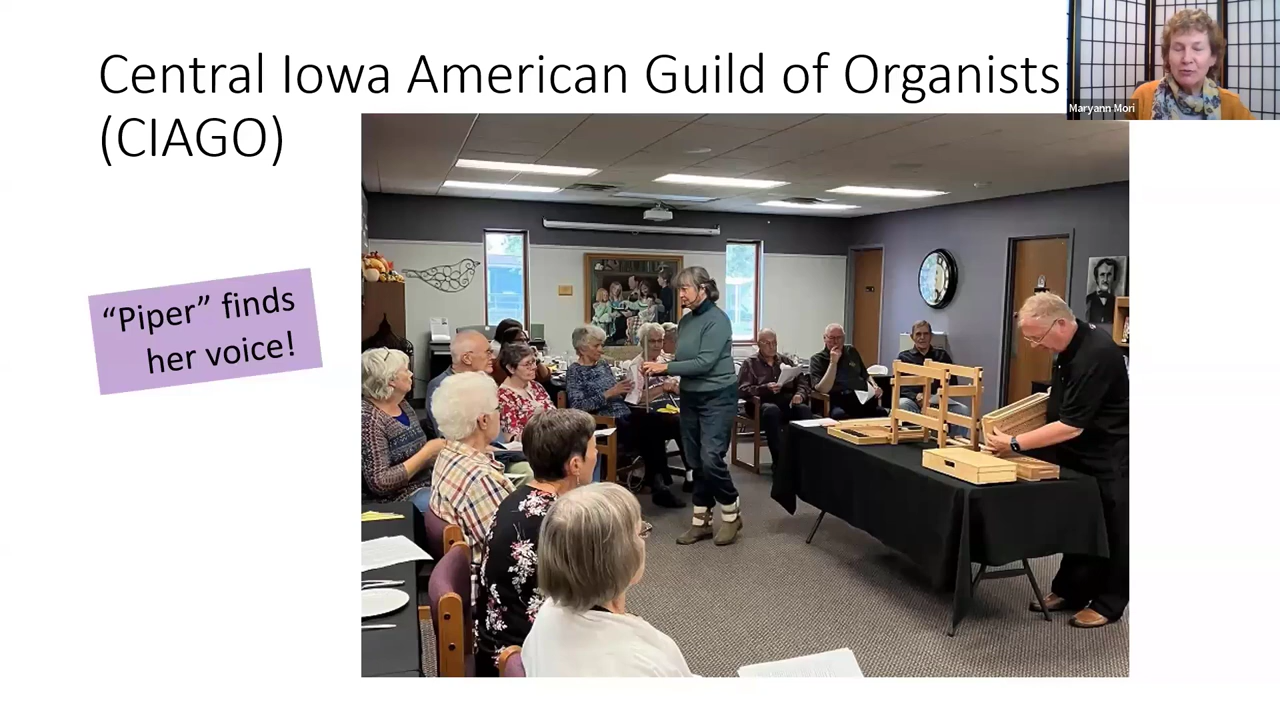 Central Iowa American Guild of Organists
(CIAGO)
Maryann Mori
“Piper” finds
her voice!